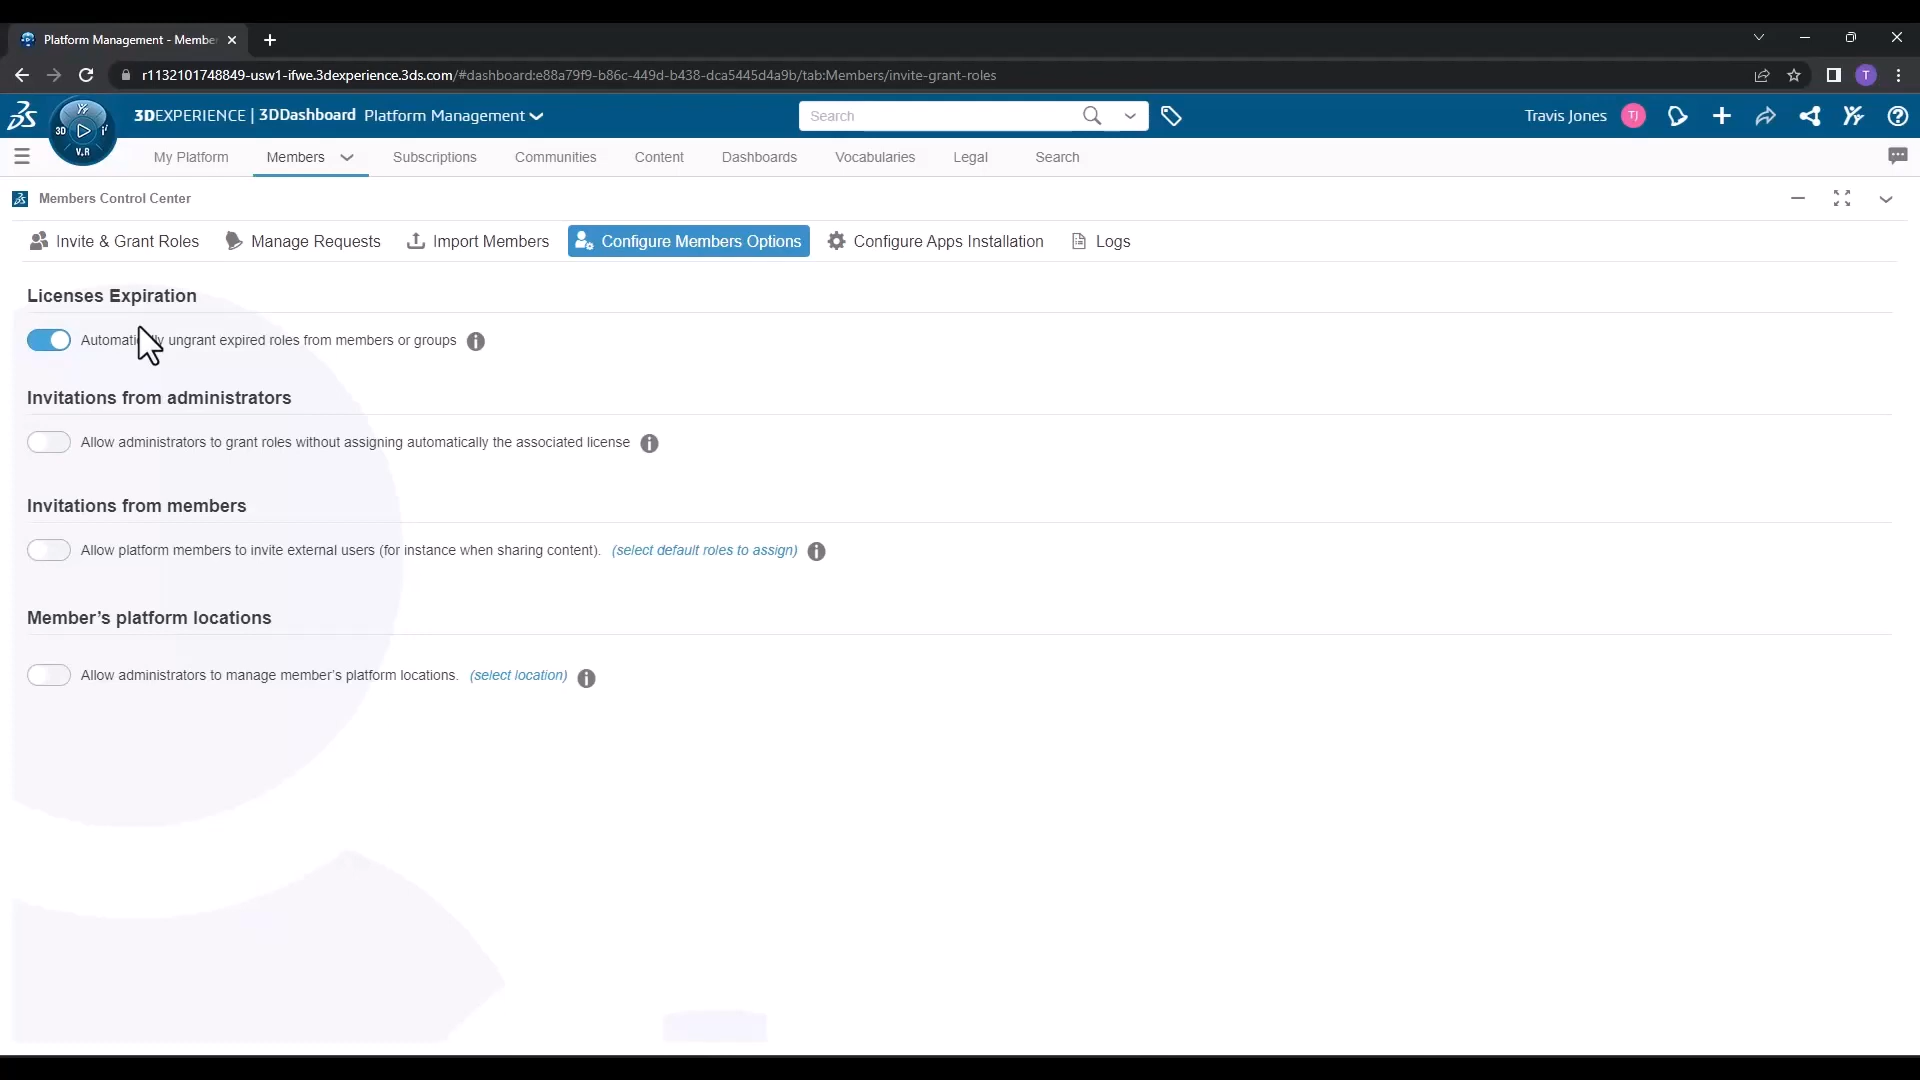 Platform Management - Membe
r1132101748849-usw1-ifwe.3dexperience.3ds.com/#dashboard:e88a79f9-b86c-449d-b438-dca5445d4a9b/tab:Members/invite-grant-roles
T
3D
V.R
3DEXPERIENCE | 3DDashboard Platform Management
Search
Travis Jones
TJ
My Platform
Members
Subscriptions
Communities
Content
Dashboards
Vocabularies
Legal
Search
Members Control Center
Invite & Grant Roles
Manage Requests
Import Members
Configure Members Options
Configure Apps Installation
Logs
Licenses Expiration
ungrant expired roles from members or groups
Invitations from administrators
Allow administrators to grant roles without assigning automatically the associated license
Invitations from members
Allow platform members to invite external users (for instance when sharing content). (select default roles to assign)
Member's platform locations
Allow administrators to manage member's platform locations. (select location)